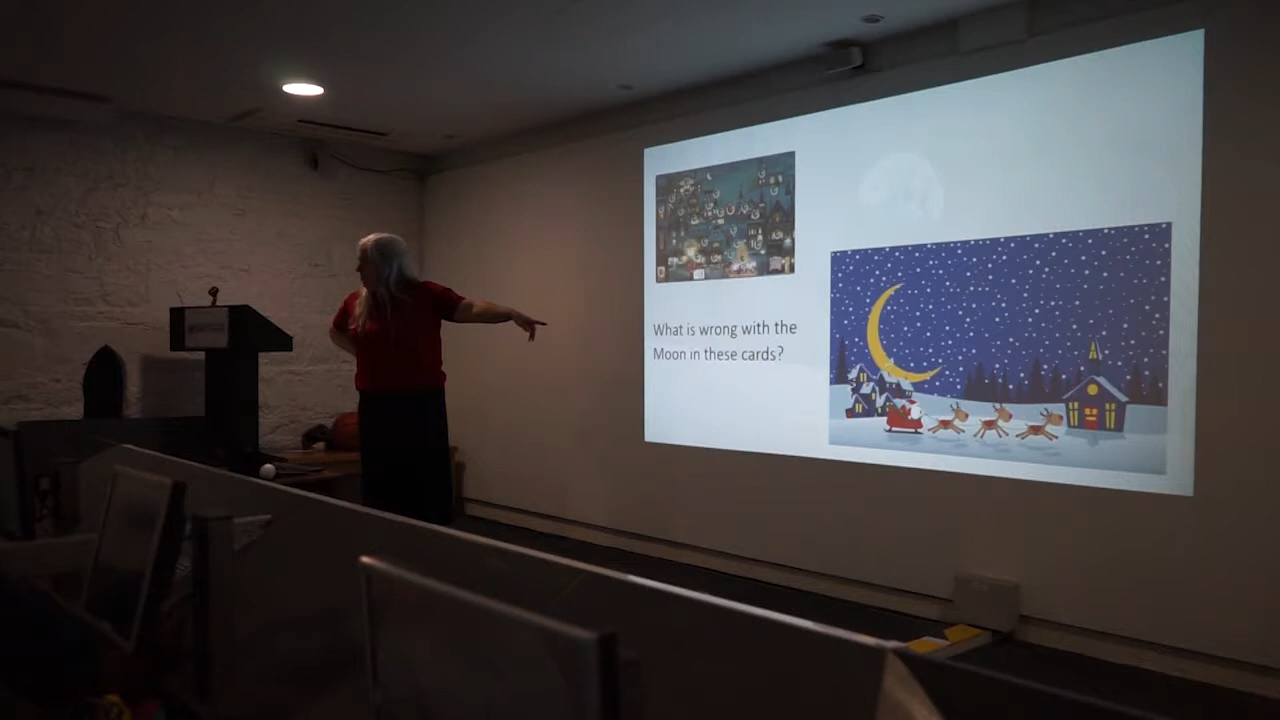 What is wrong with the
Moon in these cards?